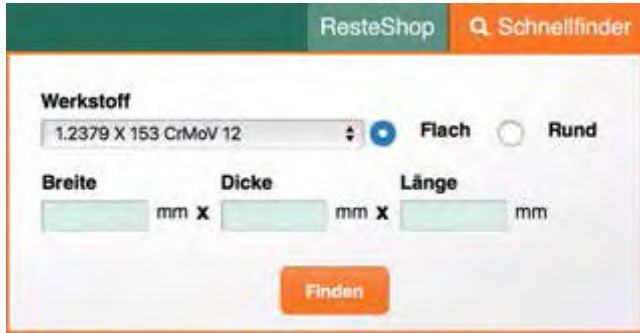 ResteShop Schnellfinder
Werkstoff
1.2379 X 153 CrMoV 12 Flach Rund
Breite Dicke Länge
mm x mm x mm
Finden